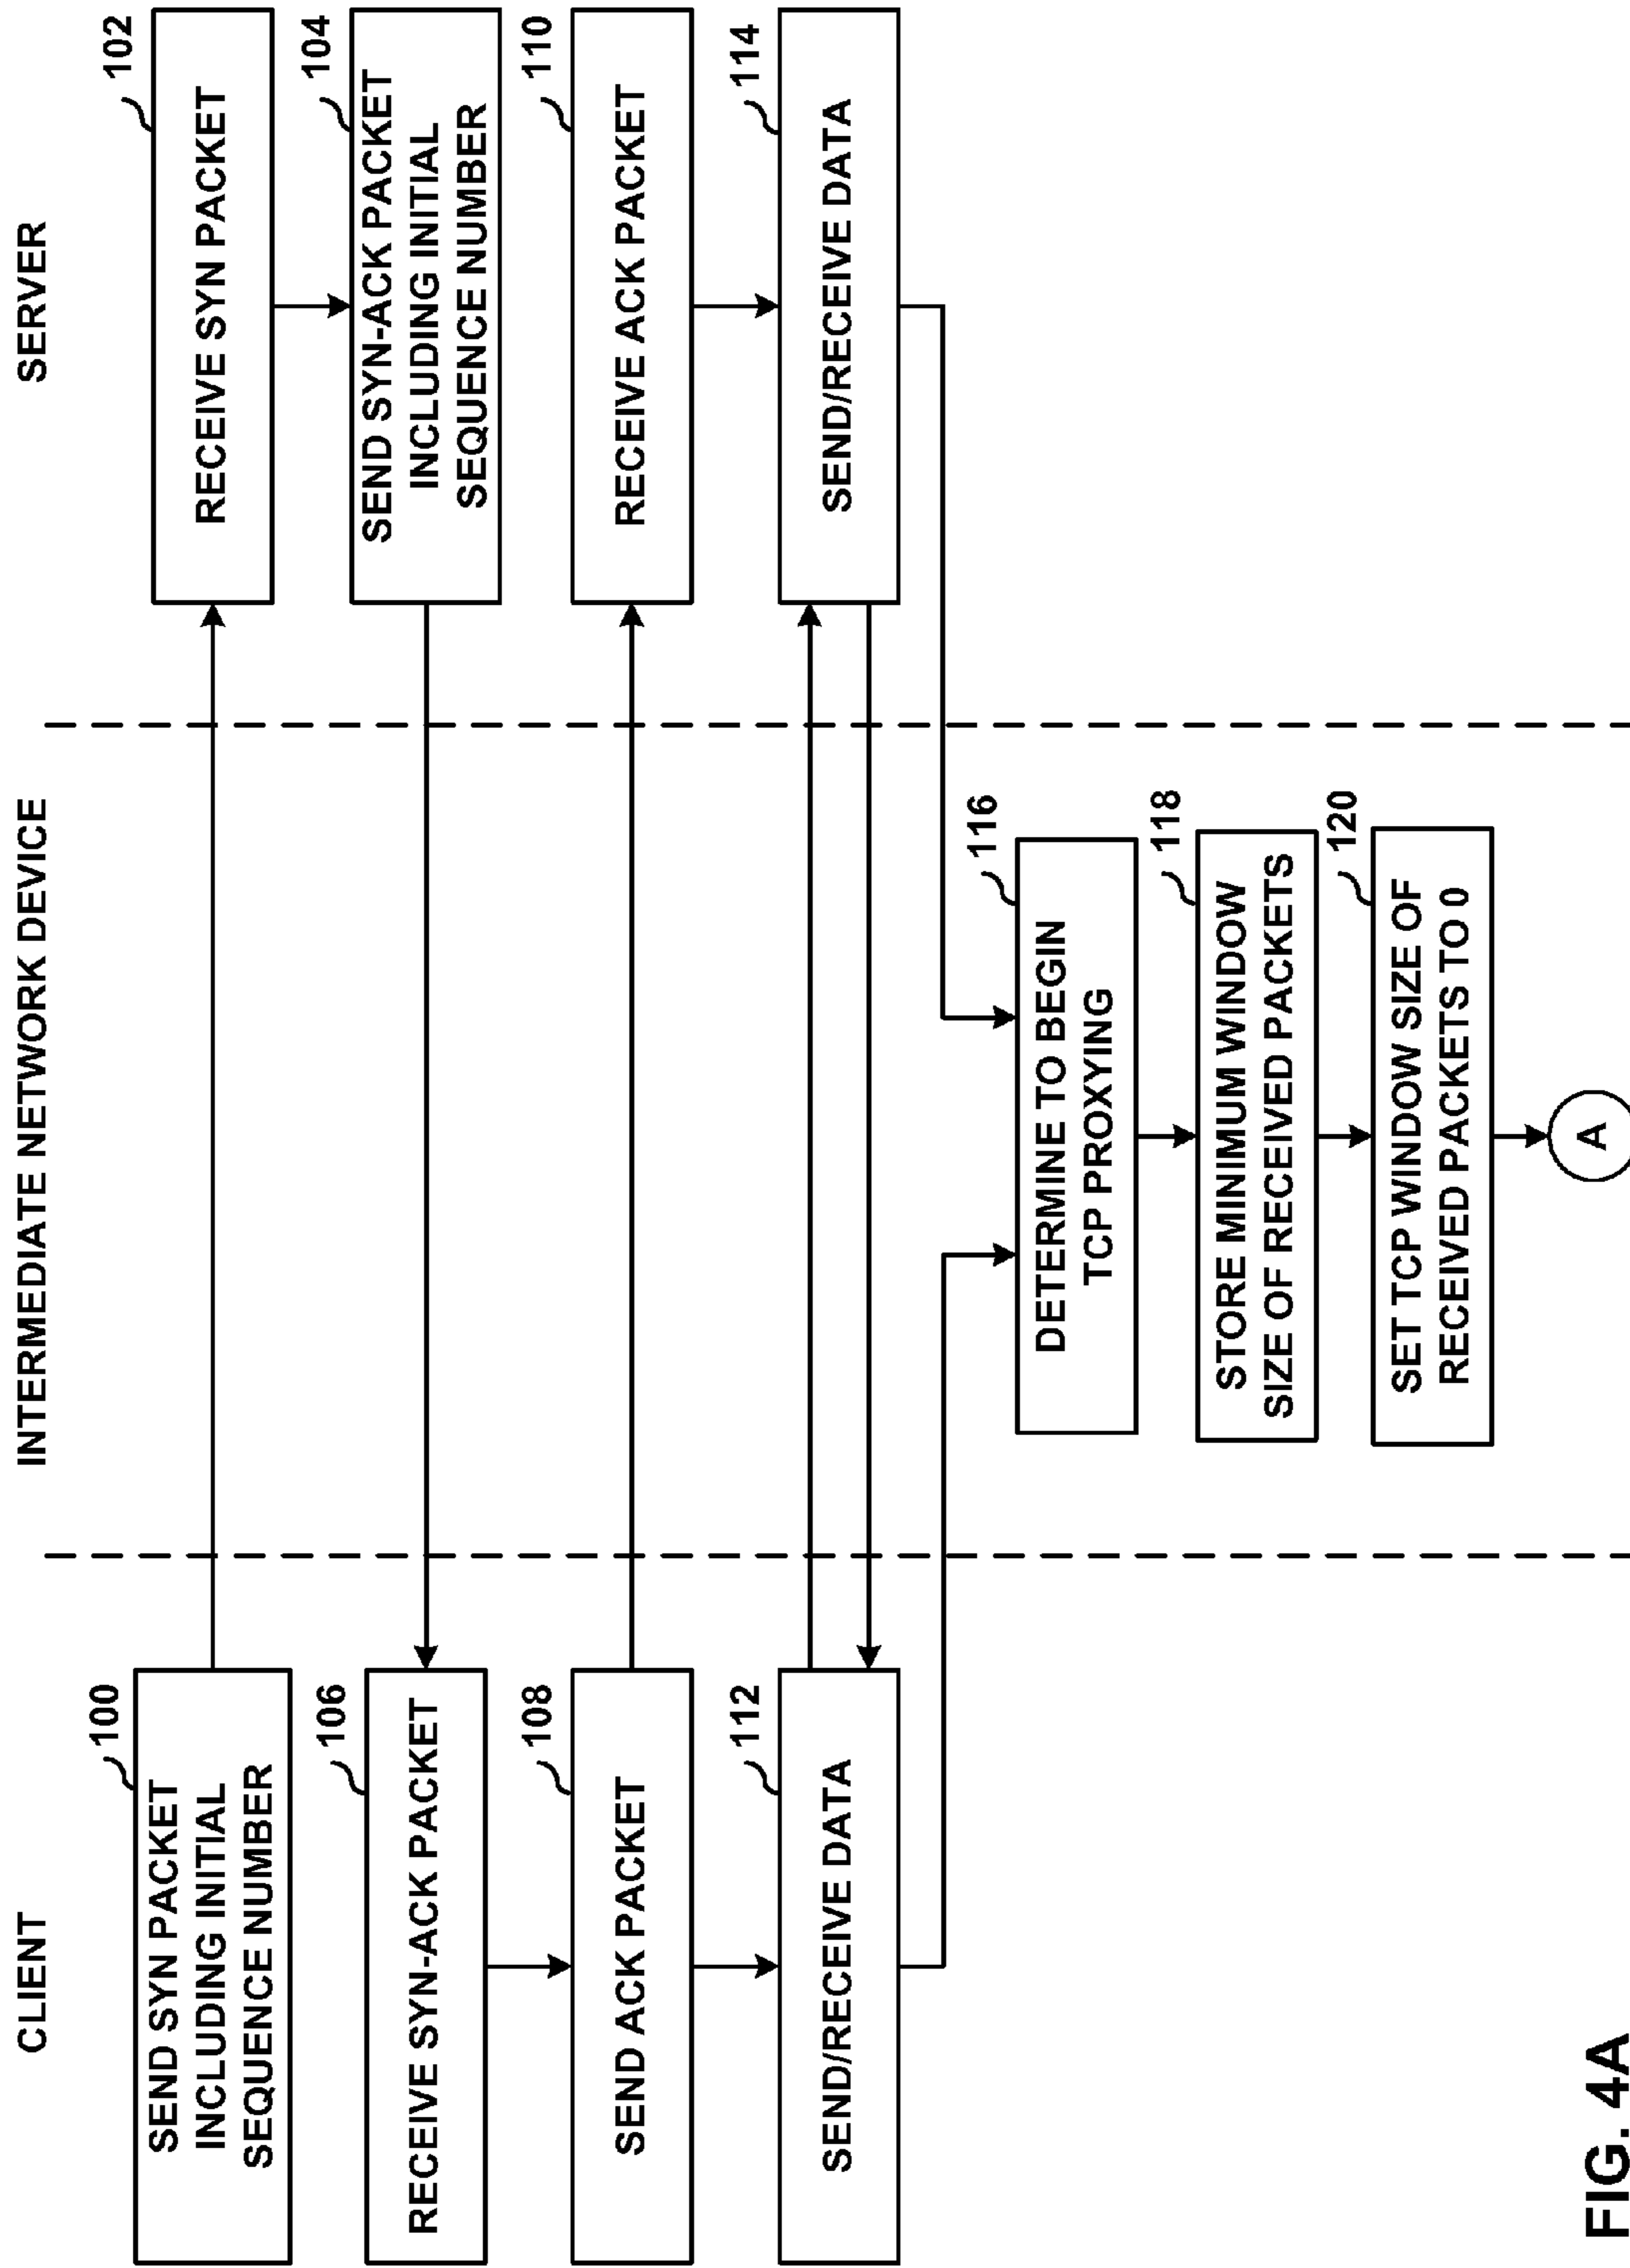 CLIENT
INTERMEDIATE NETWORK DEVICE
SERVER
100
SEND SYN PACKET
INCLUDING INITIAL
SEQUENCE NUMBER
102
RECEIVE SYN PACKET
104
SEND SYN-ACK PACKET
INCLUDING INITIAL
SEQUENCE NUMBER
106
RECEIVE SYN-ACK PACKET
108
SEND ACK PACKET
110
RECEIVE ACK PACKET
112
SEND/RECEIVE DATA
114
SEND/RECEIVE DATA
116
DETERMINE TO BEGIN
TCP PROXYING
118
STORE MINIMUM WINDOW
SIZE OF RECEIVED PACKETS
120
SET TCP WINDOW SIZE OF
RECEIVED PACKETS TO 0
A
FIG. 4A